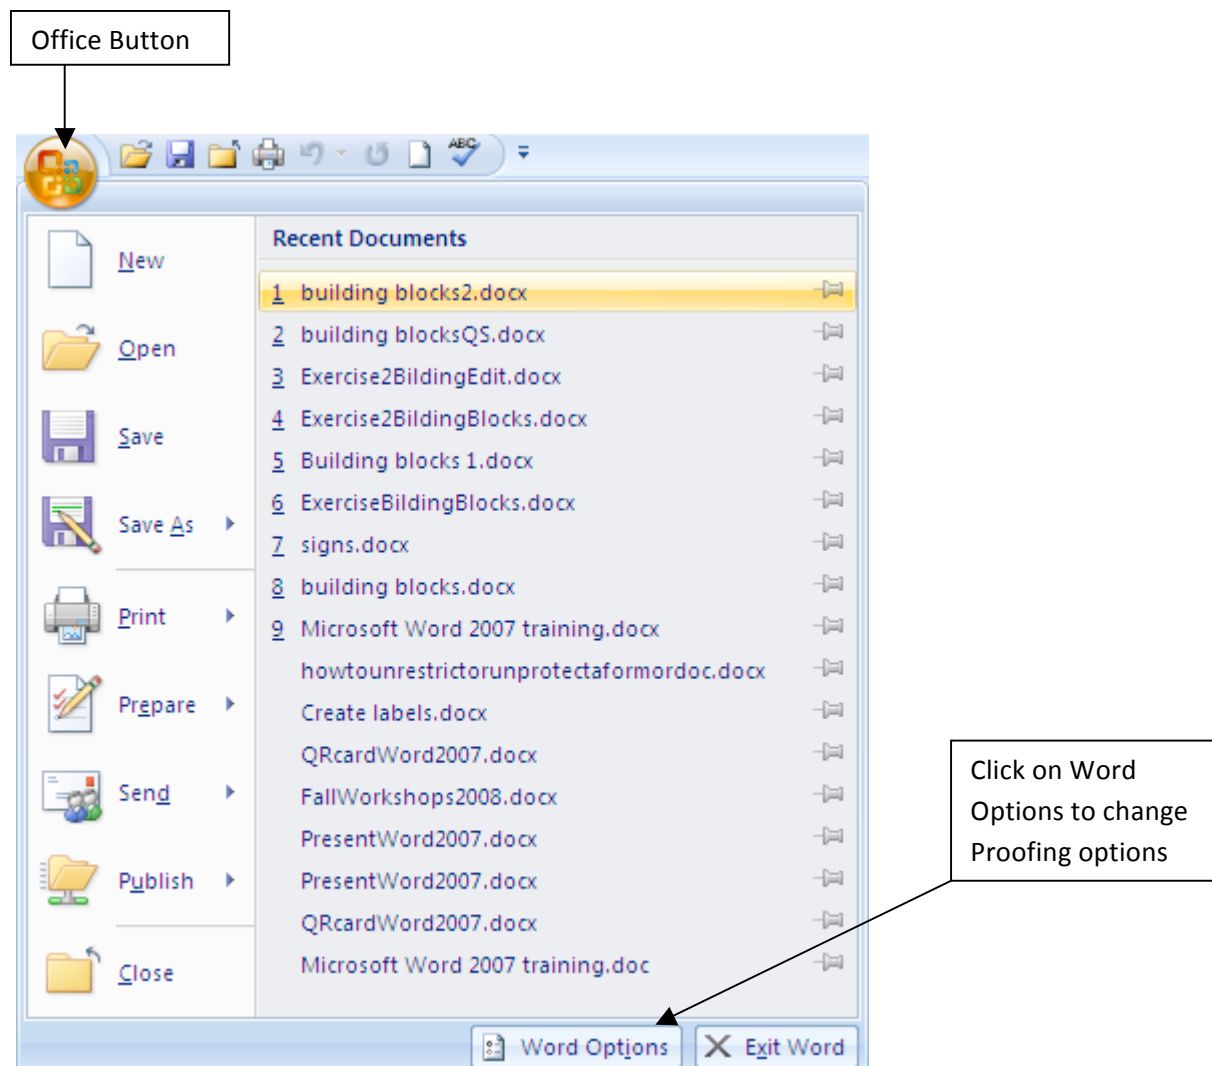 Office Button
ABC
New
Open
Save
Save As
Print
Prepare
Send
Publish
Close
Recent Documents
1 building blocks2.docx
2 building blocksQS.docx
3 Exercise2BildingEdit.docx
4 Exercise2BildingBlocks.docx
5 Building blocks 1.docx
6 ExerciseBildingBlocks.docx
7 signs.docx
8 building blocks.docx
9 Microsoft Word 2007 training.docx
howtounrestrictorunprotectaformordoc.docx
Create labels.docx
QRcardWord2007.docx
FallWorkshops2008.docx
PresentWord2007.docx
PresentWord2007.docx
QRcardWord2007.docx
Microsoft Word 2007 training.doc
Click on Word
Options to change
Proofing options
Word Options
Exit Word